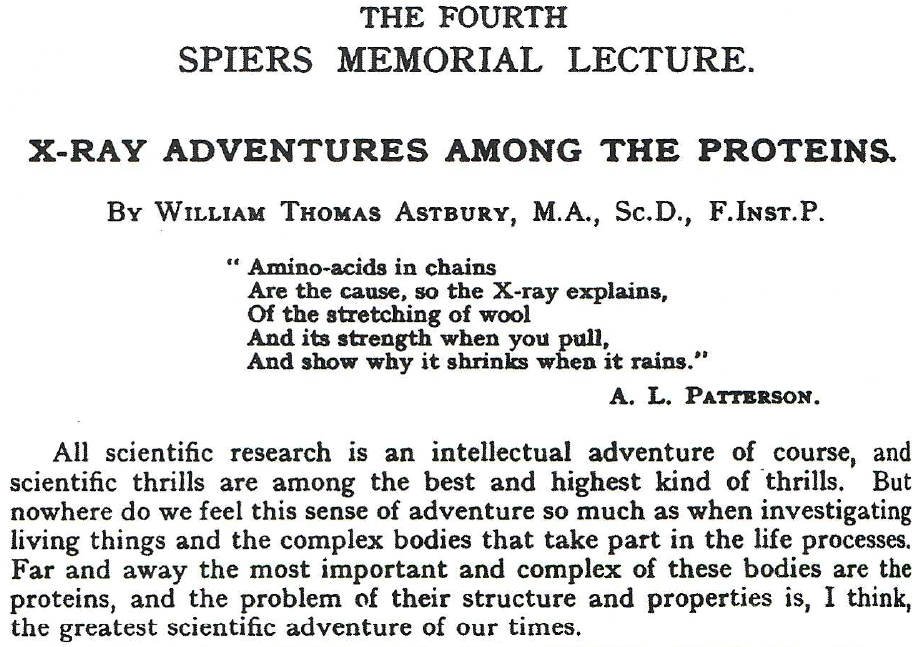 THE FOURTH
SPIERS MEMORIAL LECTURE.
X-RAY ADVENTURES AMONG THE PROTEINS.
By William Thomas Astbury, M.A., Sc.D., F.Inst.P.
“ Amino-acids in chains
Are the cause, so the X-ray explains,
Of the stretching of wool
And its strength when you pull,
And show why it shrinks when it rains.”
A. L. Patterson.
All scientific research is an intellectual adventure of course, and
scientific thrills are among the best and highest kind of thrills. But
nowhere do we feel this sense of adventure so much as when investigating
living things and the complex bodies that take part in the life processes.
Far and away the most important and complex of these bodies are the
proteins, and the problem of their structure and properties is, I think,
the greatest scientific adventure of our times.